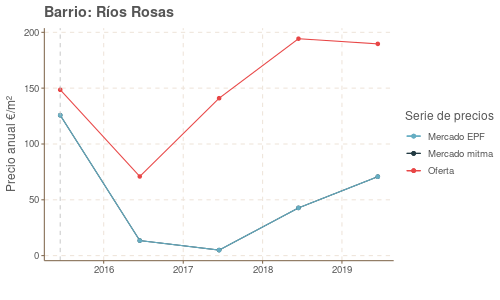 Barrio: Ríos Rosas
Precio anual €/m²
200
150
100
50
0
2016 2017 2018 2019
Serie de precios
Mercado EPF
Mercado mitma
Oferta